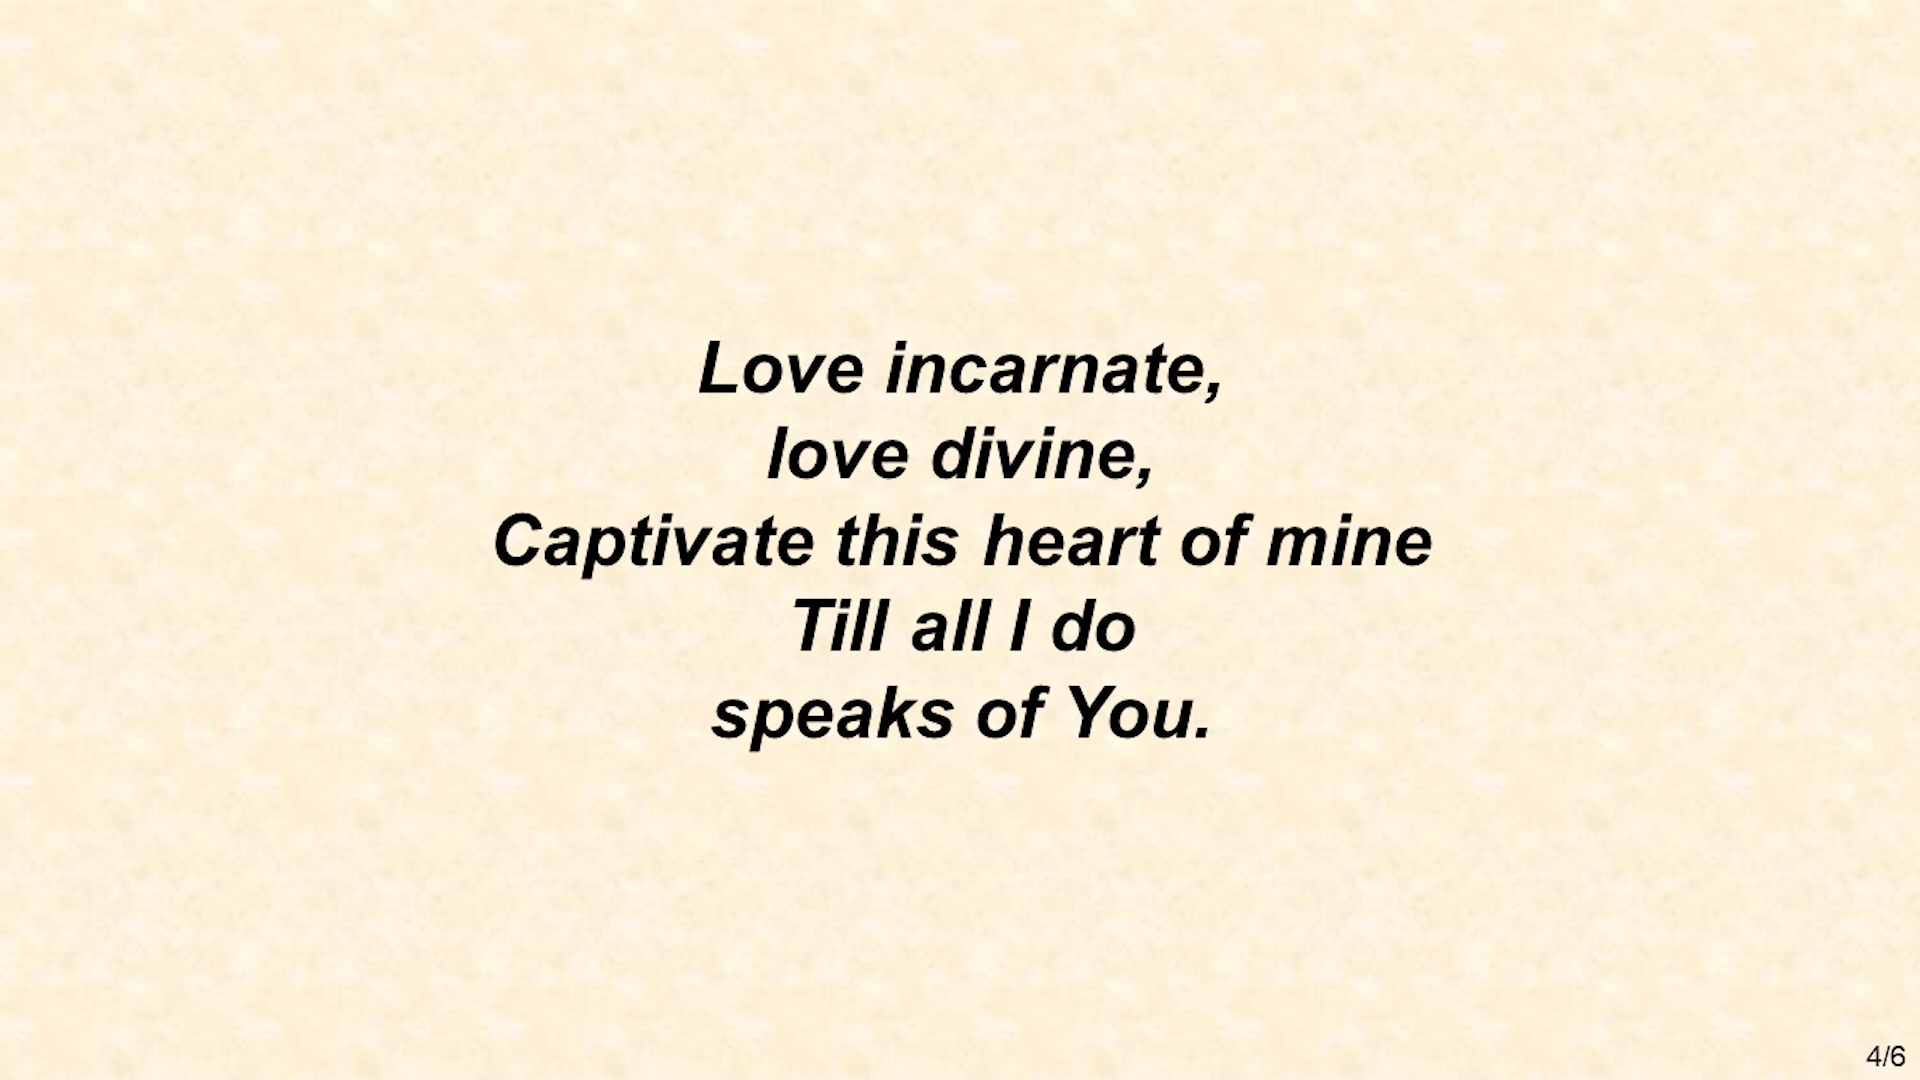 Love incarnate,
love divine,
Captivate this heart of mine
Till all I do
speaks of You.
4/6